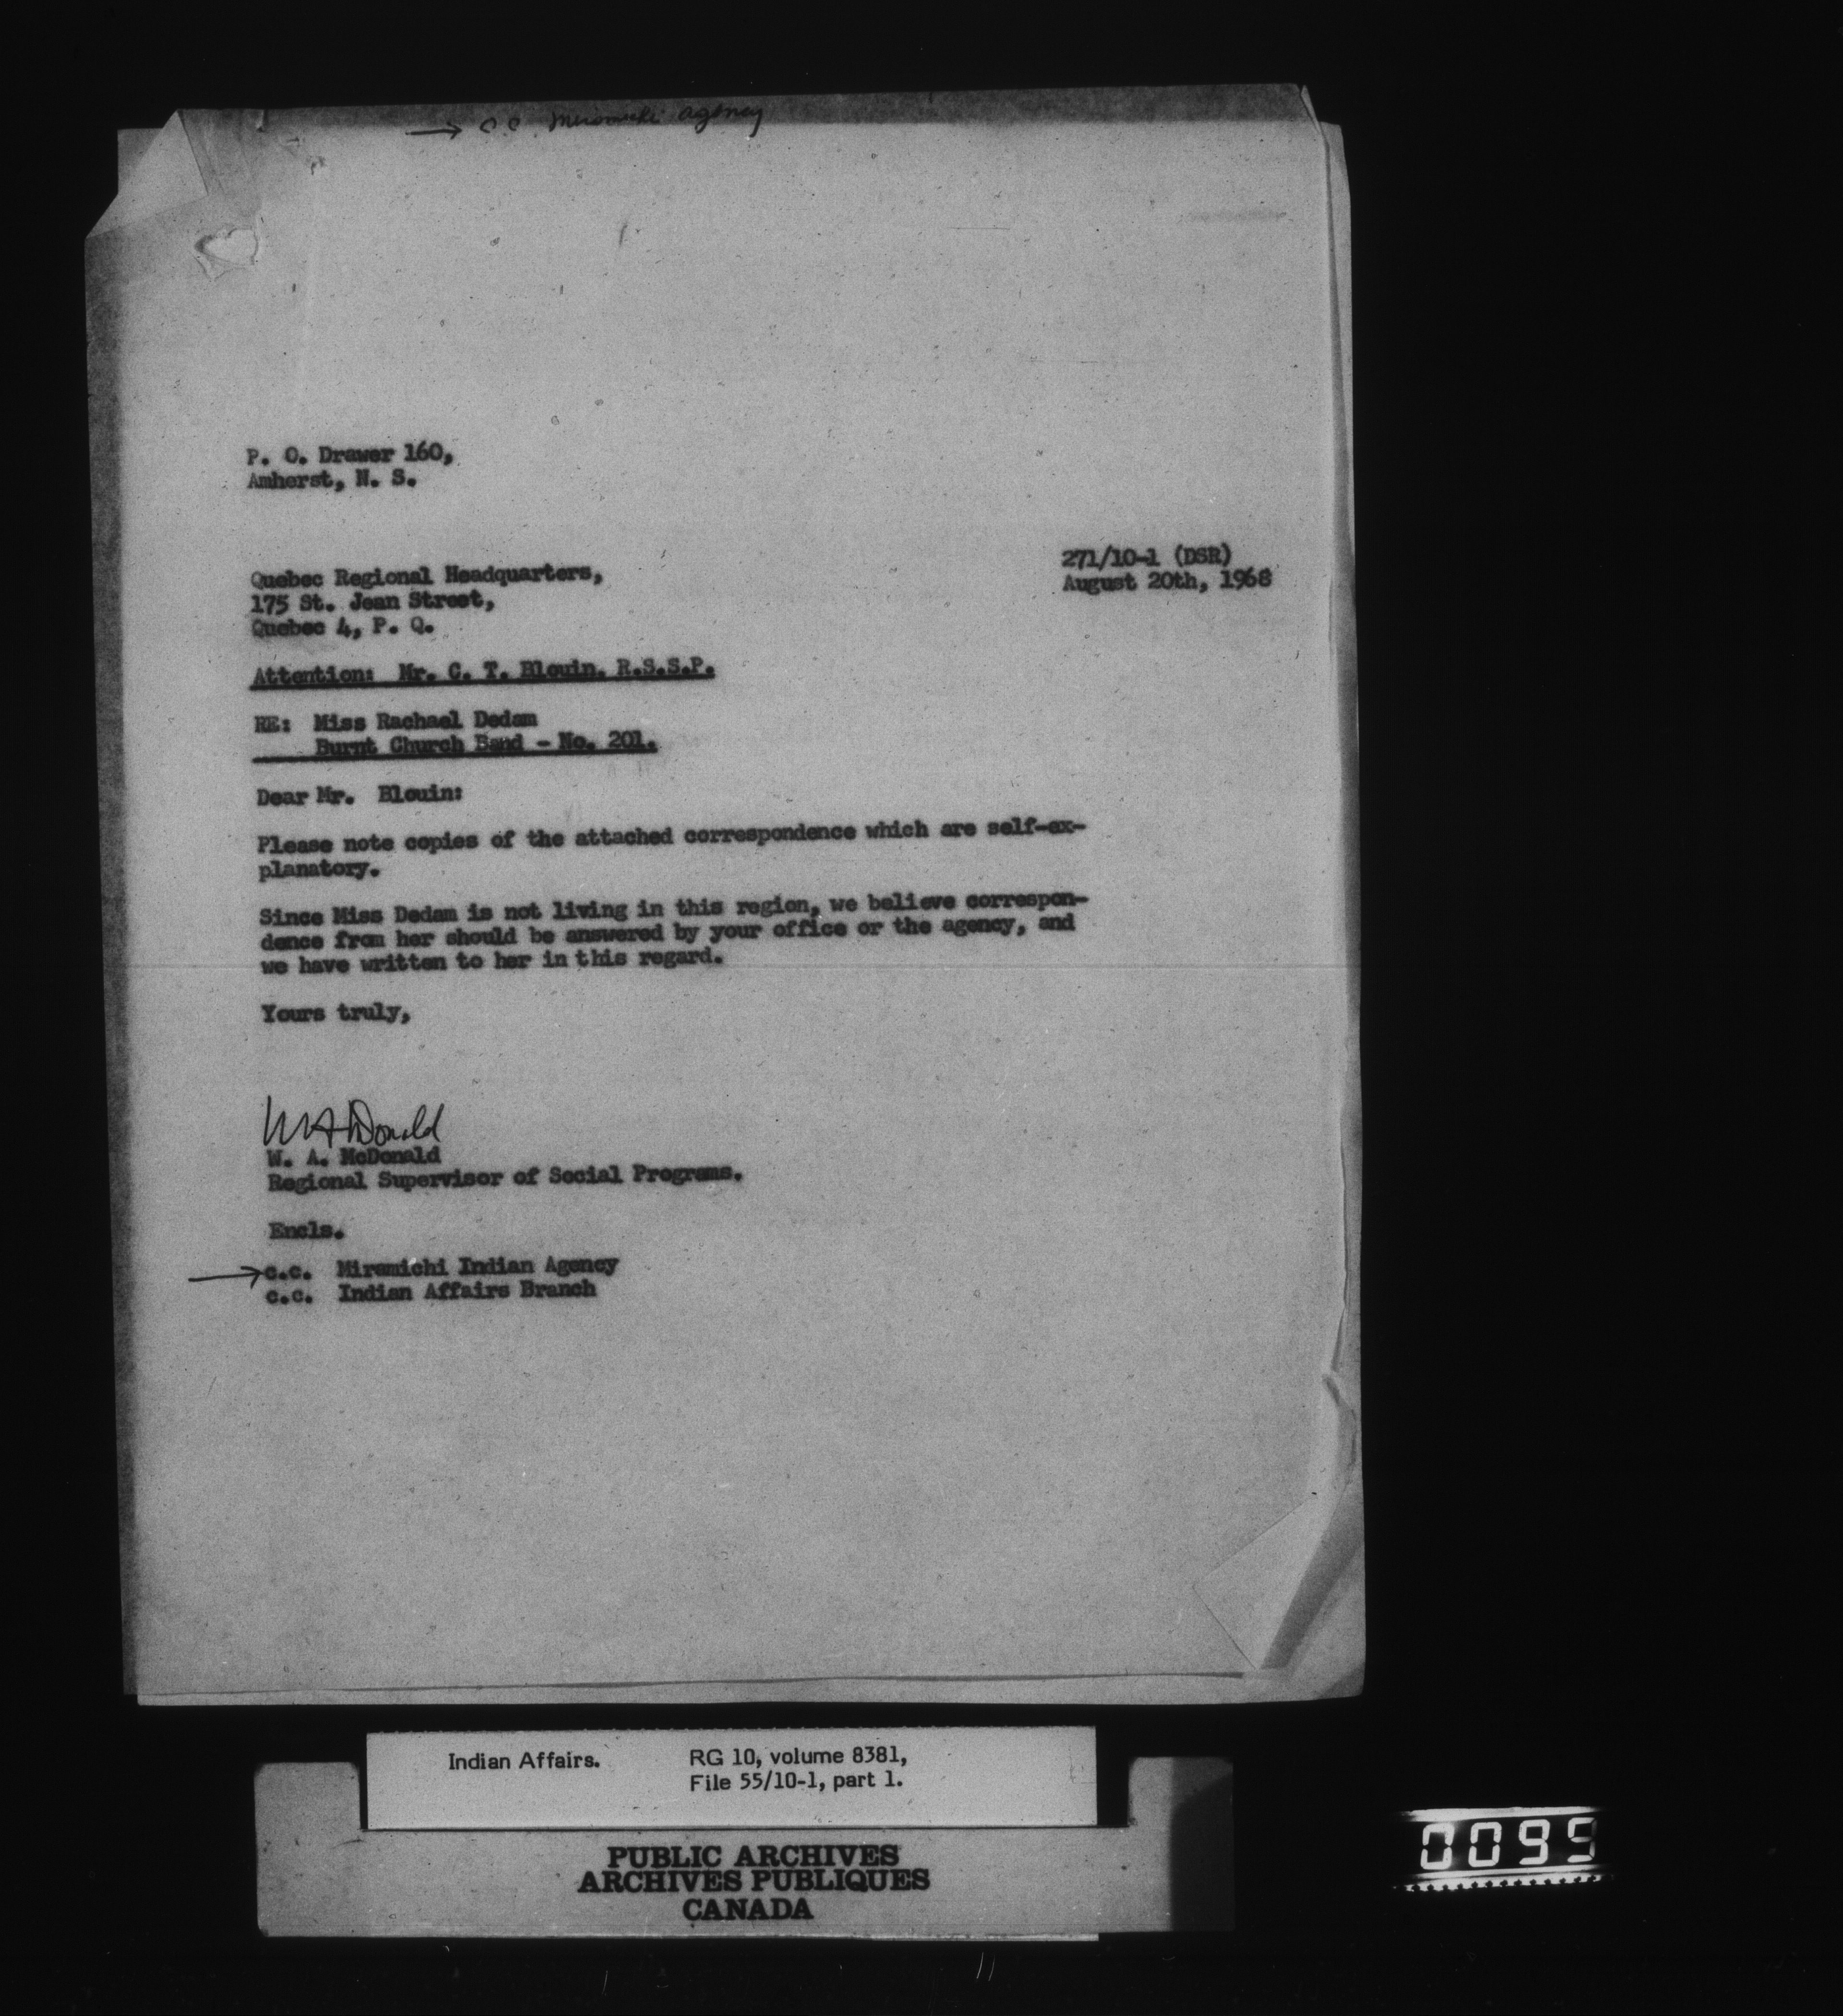 → c.c. Miramichi Agency
P. O. Drawer 160,
Amherst, N. S.
271/10-1 (DSR)
August 20th, 1968
Quebec Regional Headquarters,
175 St. Jean Street,
Quebec 4, P. Q.
Attention: Mr. C. T. Blouin. R.S.S.P.
RE: Miss Rachael Dedam
Burnt Church Band - No. 201.
Dear Mr. Blouin:
Please note copies of the attached correspondence which are self-ex-
planatory.
Since Miss Dedam is not living in this region, we believe correspon-
dence from her should be answered by your office or the agency, and
we have written to her in this regard.
Yours truly,
WAMcDonald
W. A. McDonald
Regional Supervisor of Social Programs.
Encls.
→ c.c. Miramichi Indian Agency
c.c. Indian Affairs Branch
Indian Affairs. RG 10, volume 8381,
File 55/10-1, part 1.
PUBLIC ARCHIVES
ARCHIVES PUBLIQUES
CANADA
0095